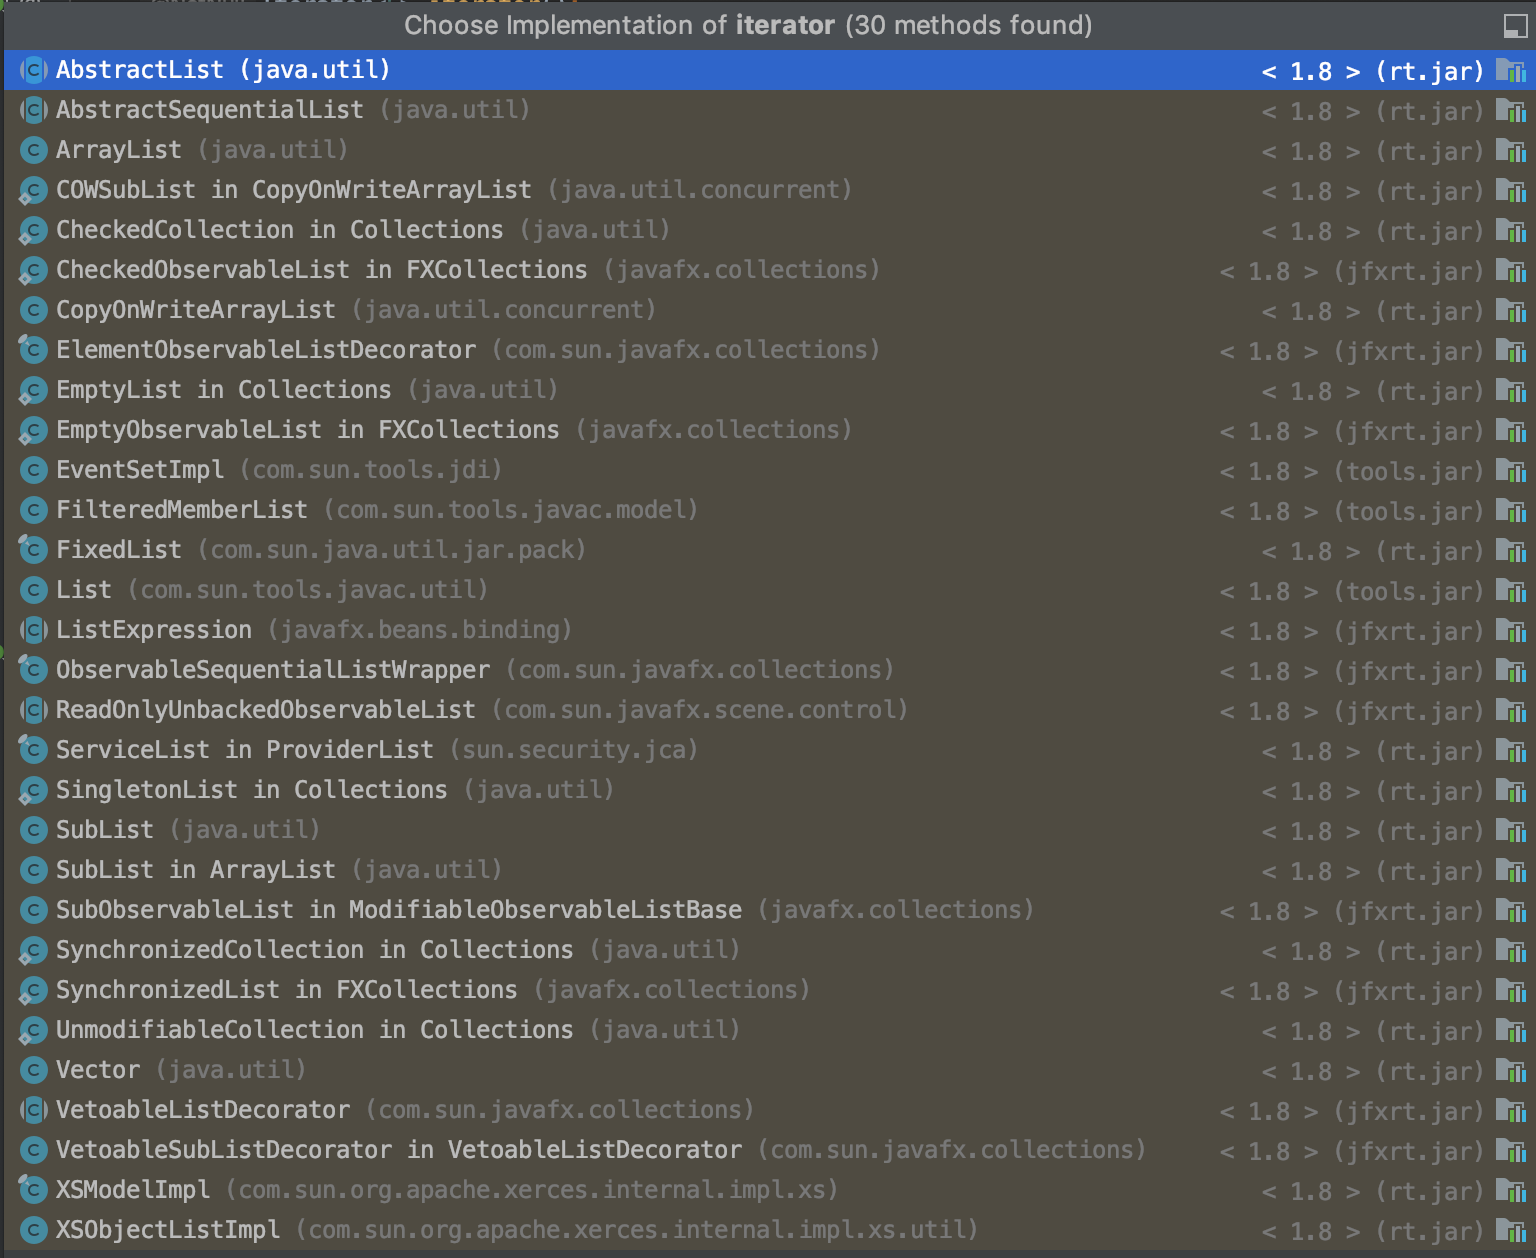 Choose Implementation of iterator (30 methods found)
AbstractList (java.util) < 1.8 > (rt.jar)
AbstractSequentialList (java.util) < 1.8 > (rt.jar)
ArrayList (java.util) < 1.8 > (rt.jar)
COWSubList in CopyOnWriteArrayList (java.util.concurrent) < 1.8 > (rt.jar)
CheckedCollection in Collections (java.util) < 1.8 > (rt.jar)
CheckedObservableList in FXCollections (javafx.collections) < 1.8 > (jfxrt.jar)
CopyOnWriteArrayList (java.util.concurrent) < 1.8 > (rt.jar)
ElementObservableListDecorator (com.sun.javafx.collections) < 1.8 > (jfxrt.jar)
EmptyList in Collections (java.util) < 1.8 > (rt.jar)
EmptyObservableList in FXCollections (javafx.collections) < 1.8 > (jfxrt.jar)
EventSetImpl (com.sun.tools.jdi) < 1.8 > (tools.jar)
FilteredMemberList (com.sun.tools.javac.model) < 1.8 > (tools.jar)
FixedList (com.sun.java.util.jar.pack) < 1.8 > (rt.jar)
List (com.sun.tools.javac.util) < 1.8 > (tools.jar)
ListExpression (javafx.beans.binding) < 1.8 > (jfxrt.jar)
ObservableSequentialListWrapper (com.sun.javafx.collections) < 1.8 > (jfxrt.jar)
ReadOnlyUnbackedObservableList (com.sun.javafx.scene.control) < 1.8 > (jfxrt.jar)
ServiceList in ProviderList (sun.security.jca) < 1.8 > (rt.jar)
SingletonList in Collections (java.util) < 1.8 > (rt.jar)
SubList (java.util) < 1.8 > (rt.jar)
SubList in ArrayList (java.util) < 1.8 > (rt.jar)
SubObservableList in ModifiableObservableListBase (javafx.collections) < 1.8 > (jfxrt.jar)
SynchronizedCollection in Collections (java.util) < 1.8 > (rt.jar)
SynchronizedList in FXCollections (javafx.collections) < 1.8 > (jfxrt.jar)
UnmodifiableCollection in Collections (java.util) < 1.8 > (rt.jar)
Vector (java.util) < 1.8 > (rt.jar)
VetoableListDecorator (com.sun.javafx.collections) < 1.8 > (jfxrt.jar)
VetoableSubListDecorator in VetoableListDecorator (com.sun.javafx.collections) < 1.8 > (jfxrt.jar)
XSModelImpl (com.sun.org.apache.xerces.internal.impl.xs) < 1.8 > (rt.jar)
XSObjectListImpl (com.sun.org.apache.xerces.internal.impl.xs.util) < 1.8 > (rt.jar)